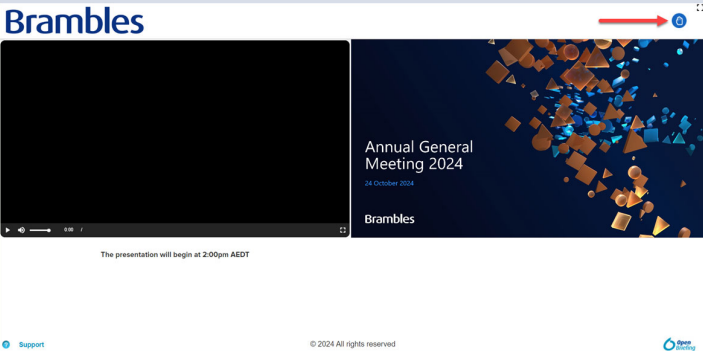 Brambles
Annual General
Meeting 2024
24 October 2024
Brambles
0:00 /
The presentation will begin at 2:00pm AEDT
? Support
© 2024 All rights reserved
Open
Briefing